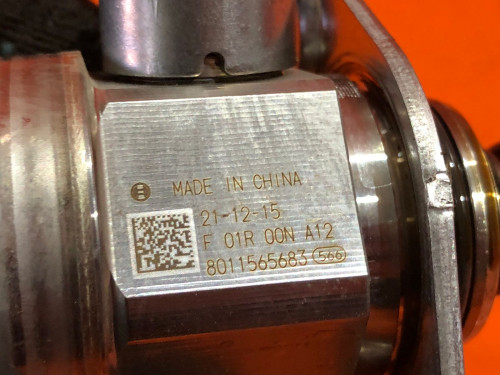 MADE IN CHINA
21-12-15
F 01R 00N A12
8011565683 566